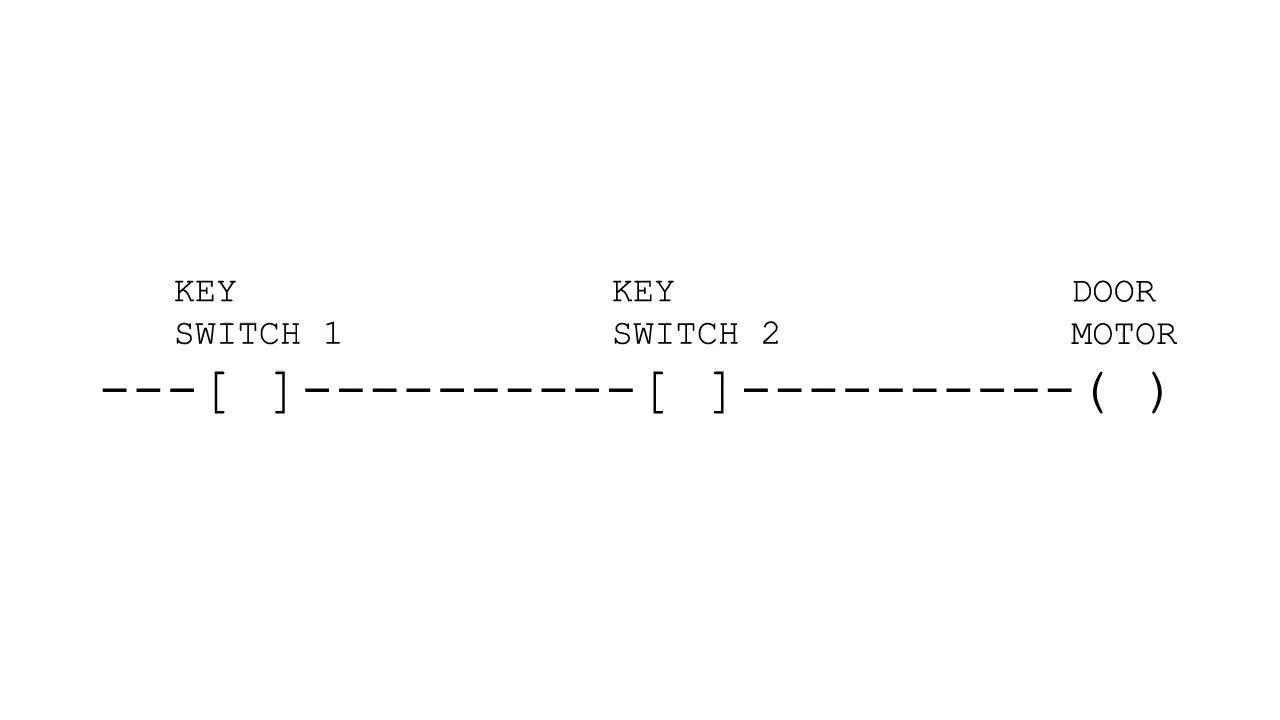 KEY KEY DOOR
SWITCH 1 SWITCH 2 MOTOR
---[ ]----------[ ]----------( )